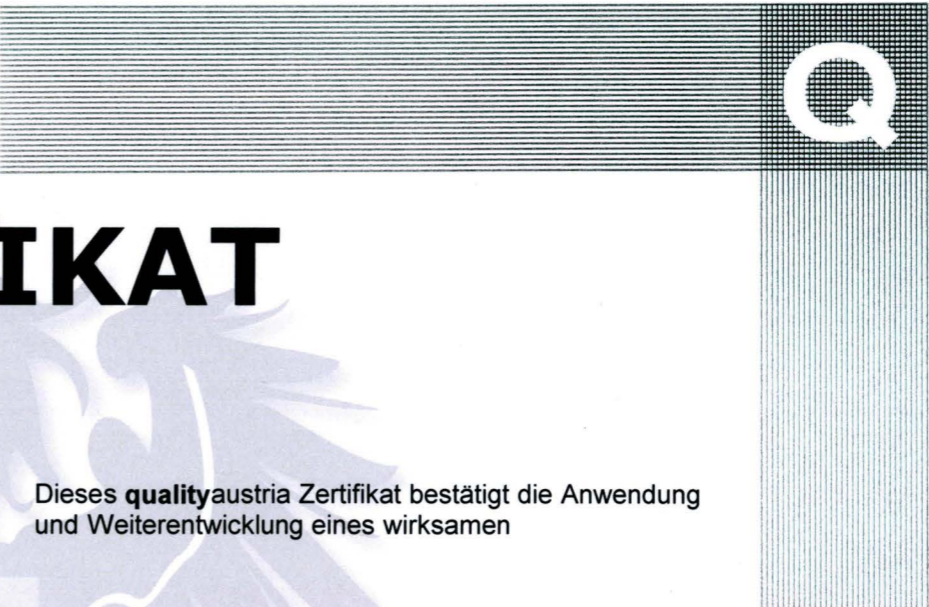 Q
IKAT
Dieses qualityaustria Zertifikat bestätigt die Anwendung
und Weiterentwicklung eines wirksamen